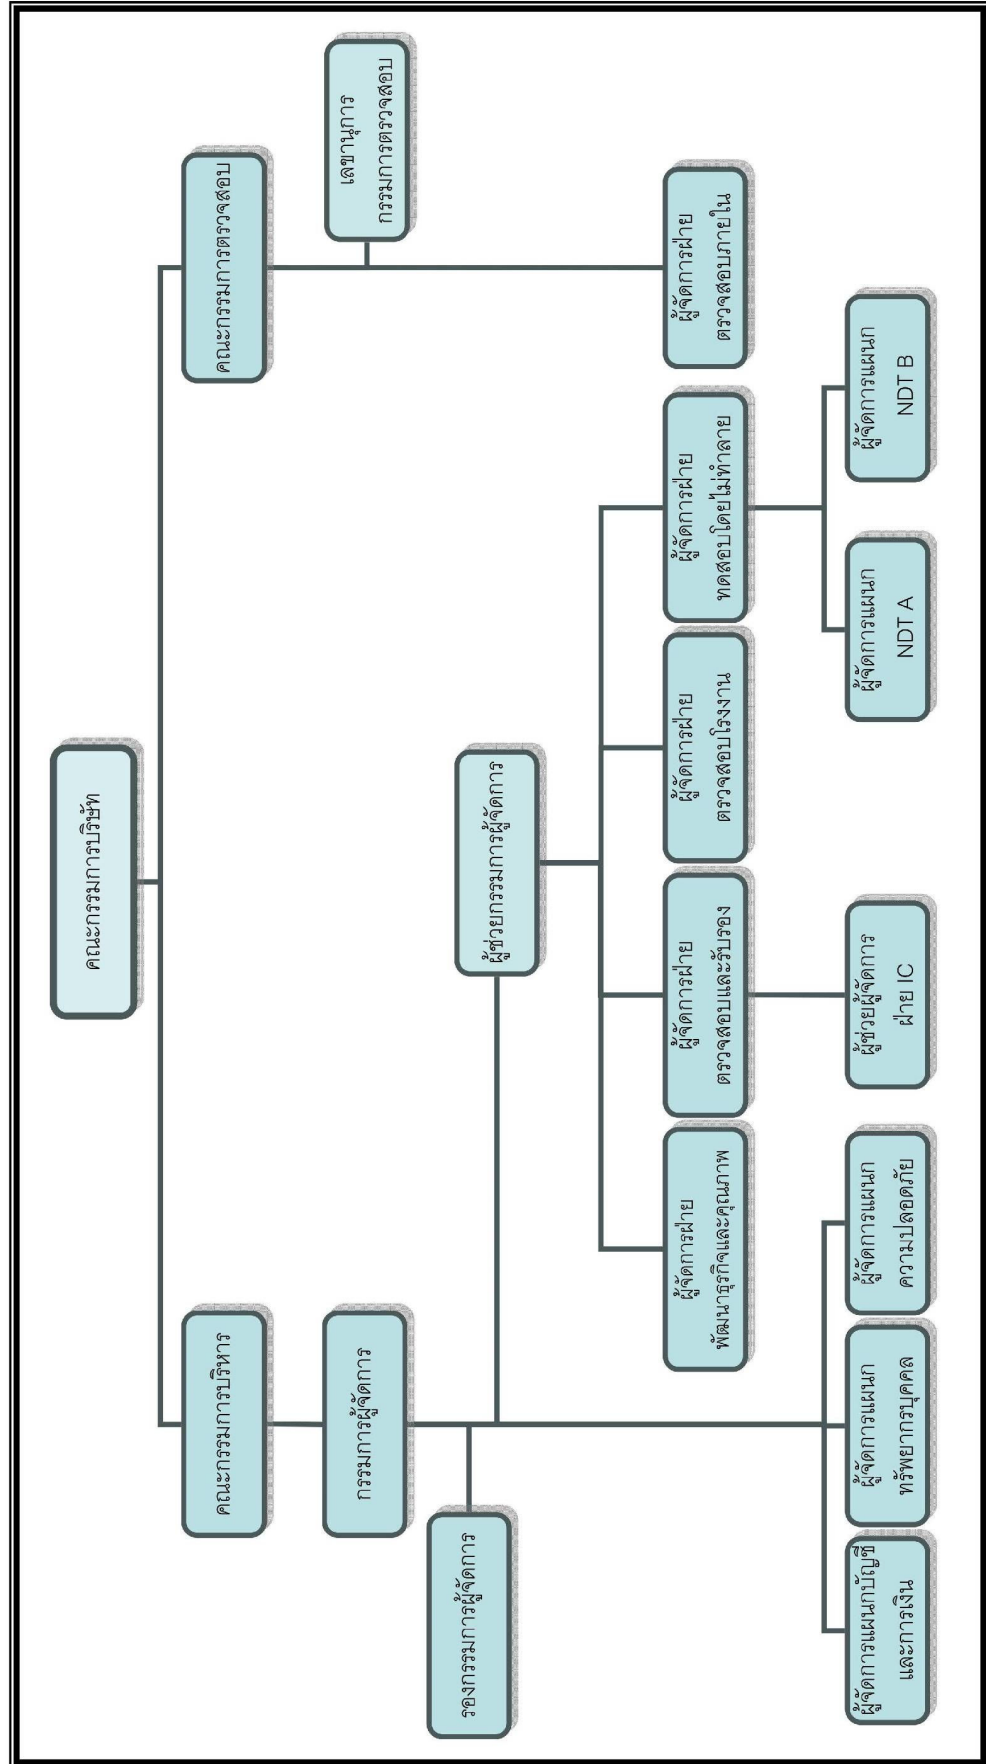 คณะกรรมการบริษัท
คณะกรรมการบริหาร
คณะกรรมการตรวจสอบ
กรรมการผู้จัดการ
เลขานุการ
กรรมการตรวจสอบ
รองกรรมการผู้จัดการ
ผู้ช่วยกรรมการผู้จัดการ
ผู้จัดการฝ่าย
พัฒนาธุรกิจและคุณภาพ
ผู้จัดการฝ่าย
ตรวจสอบและรับรอง
ผู้จัดการฝ่าย
ตรวจสอบโรงงาน
ผู้จัดการฝ่าย
ทดสอบโดยไม่ทำลาย
ผู้จัดการฝ่าย
ตรวจสอบภายใน
ผู้จัดการแผนกบัญชี
และการเงิน
ผู้จัดการแผนก
ทรัพยากรบุคคล
ผู้จัดการแผนก
ความปลอดภัย
ผู้ช่วยผู้จัดการ
ฝ่าย IC
ผู้จัดการแผนก
NDT A
ผู้จัดการแผนก
NDT B